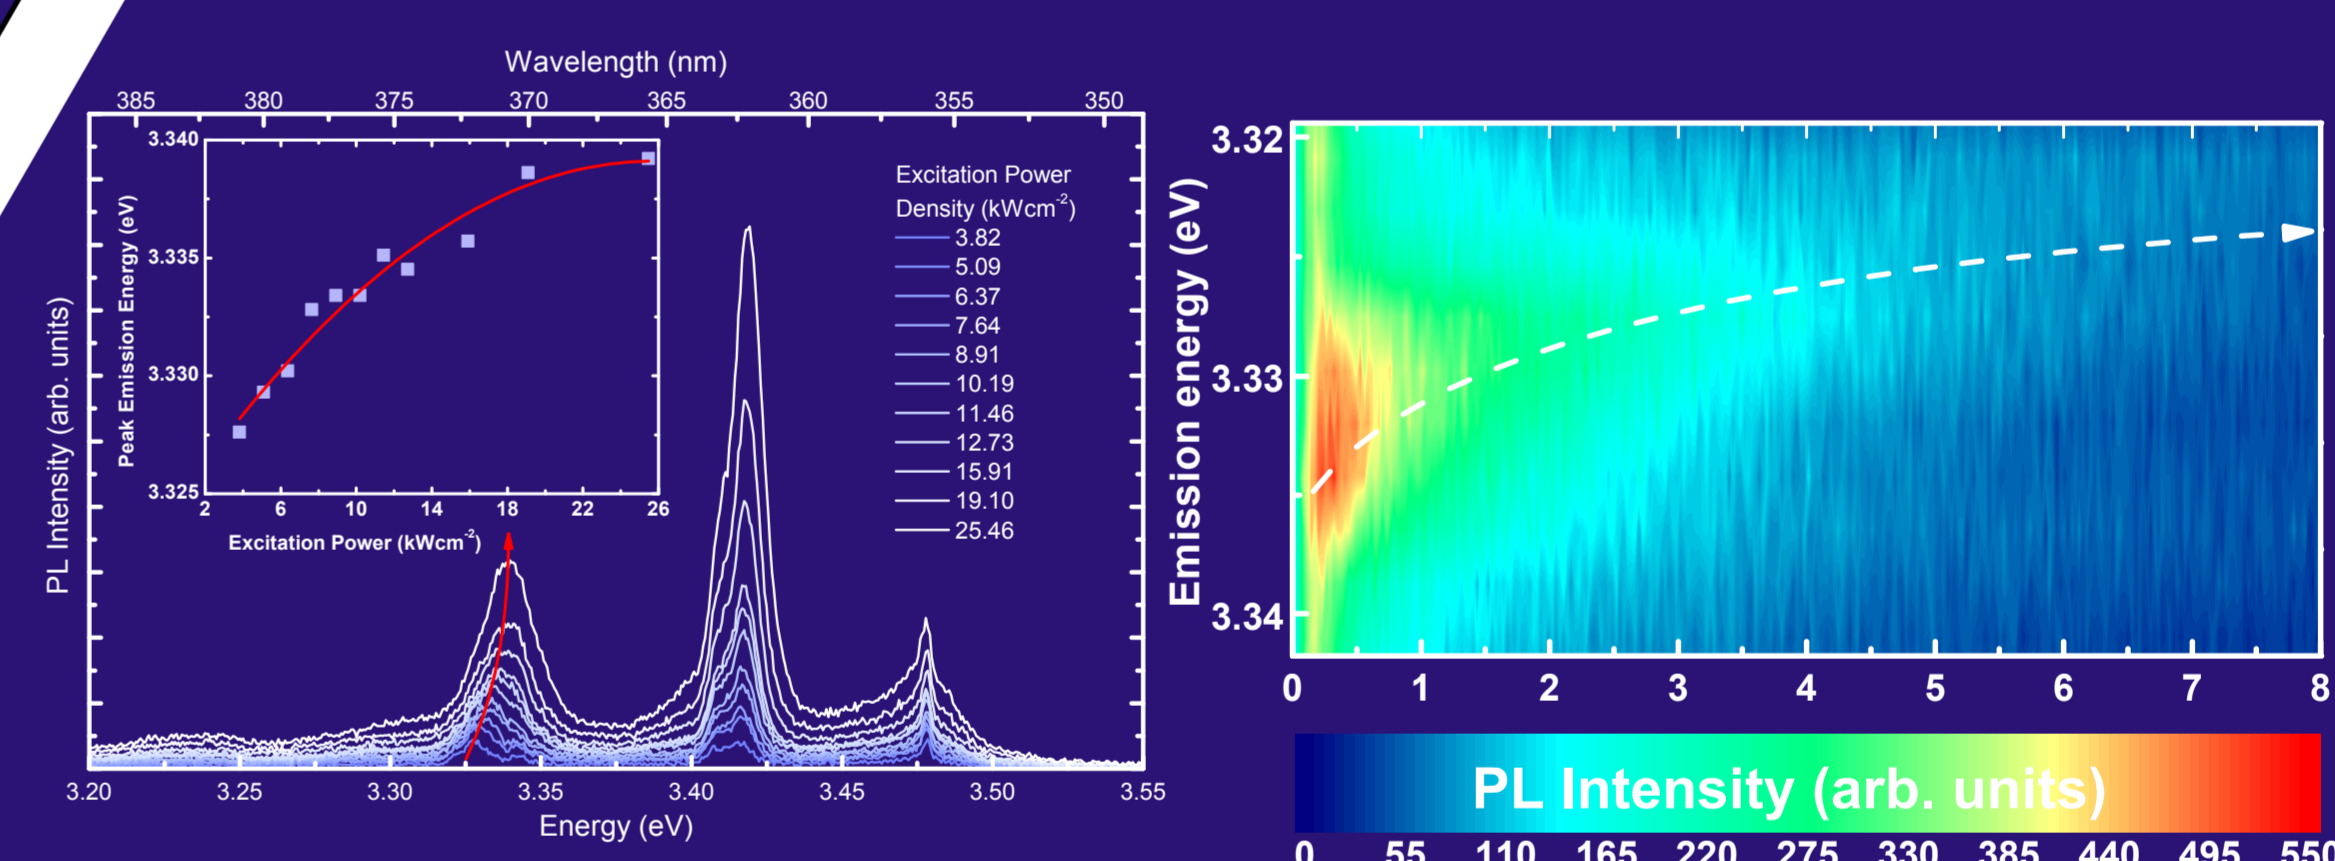 Wavelength (nm)
385 380 375 370 365 360 355 350
PL Intensity (arb. units)
3.20 3.25 3.30 3.35 3.40 3.45 3.50 3.55
Energy (eV)
Peak Emission Energy (eV)
3.340
3.335
3.330
3.325
2 6 10 14 18 22 26
Excitation Power (kWcm⁻²)
Excitation Power
Density (kWcm⁻²)
3.82
5.09
6.37
7.64
8.91
10.19
11.46
12.73
15.91
19.10
25.46
Emission energy (eV)
3.32
3.33
3.34
0 1 2 3 4 5 6 7 8
PL Intensity (arb. units)
0 55 110 165 220 275 330 385 440 495 550